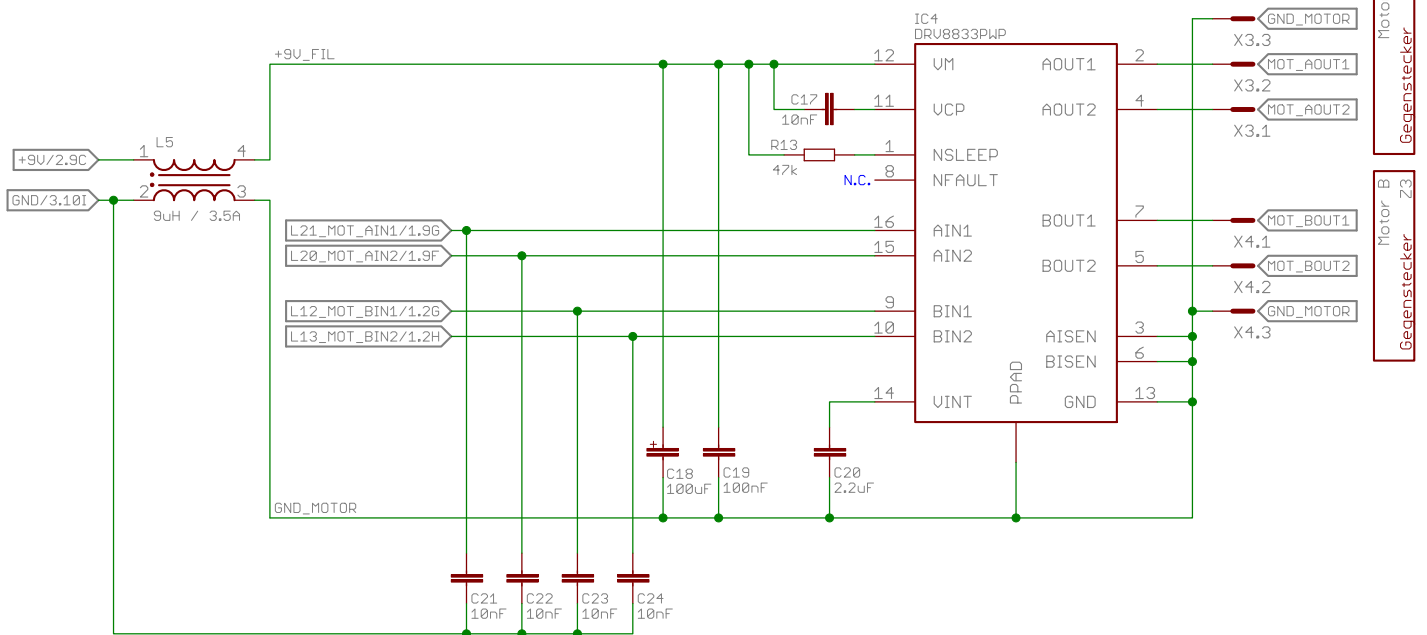 IC4
DRV8833PWP
+9V_FIL
12
VM
AOUT1
2
GND_MOTOR
X3.3
MOT_AOUT1
X3.2
C17
10nF
11
VCP
AOUT2
4
MOT_AOUT2
X3.1
Gegenstecker
+9V/2.9C
L5
1
4
2
3
9uH / 3.5A
GND/3.10I
R13
47k
1
NSLEEP
N.C.
8
NFAULT
L21_MOT_AIN1/1.9G
16
AIN1
L20_MOT_AIN2/1.9F
15
AIN2
BOUT1
7
MOT_BOUT1
X4.1
BOUT2
5
MOT_BOUT2
X4.2
Motor B
Z3
Gegenstecker
L12_MOT_BIN1/1.2G
9
BIN1
L13_MOT_BIN2/1.2H
10
BIN2
GND_MOTOR
X4.3
AISEN
3
BISEN
6
14
VINT
PPAD
GND
13
C18
100uF
C19
100nF
C20
2.2uF
GND_MOTOR
C21
10nF
C22
10nF
C23
10nF
C24
10nF